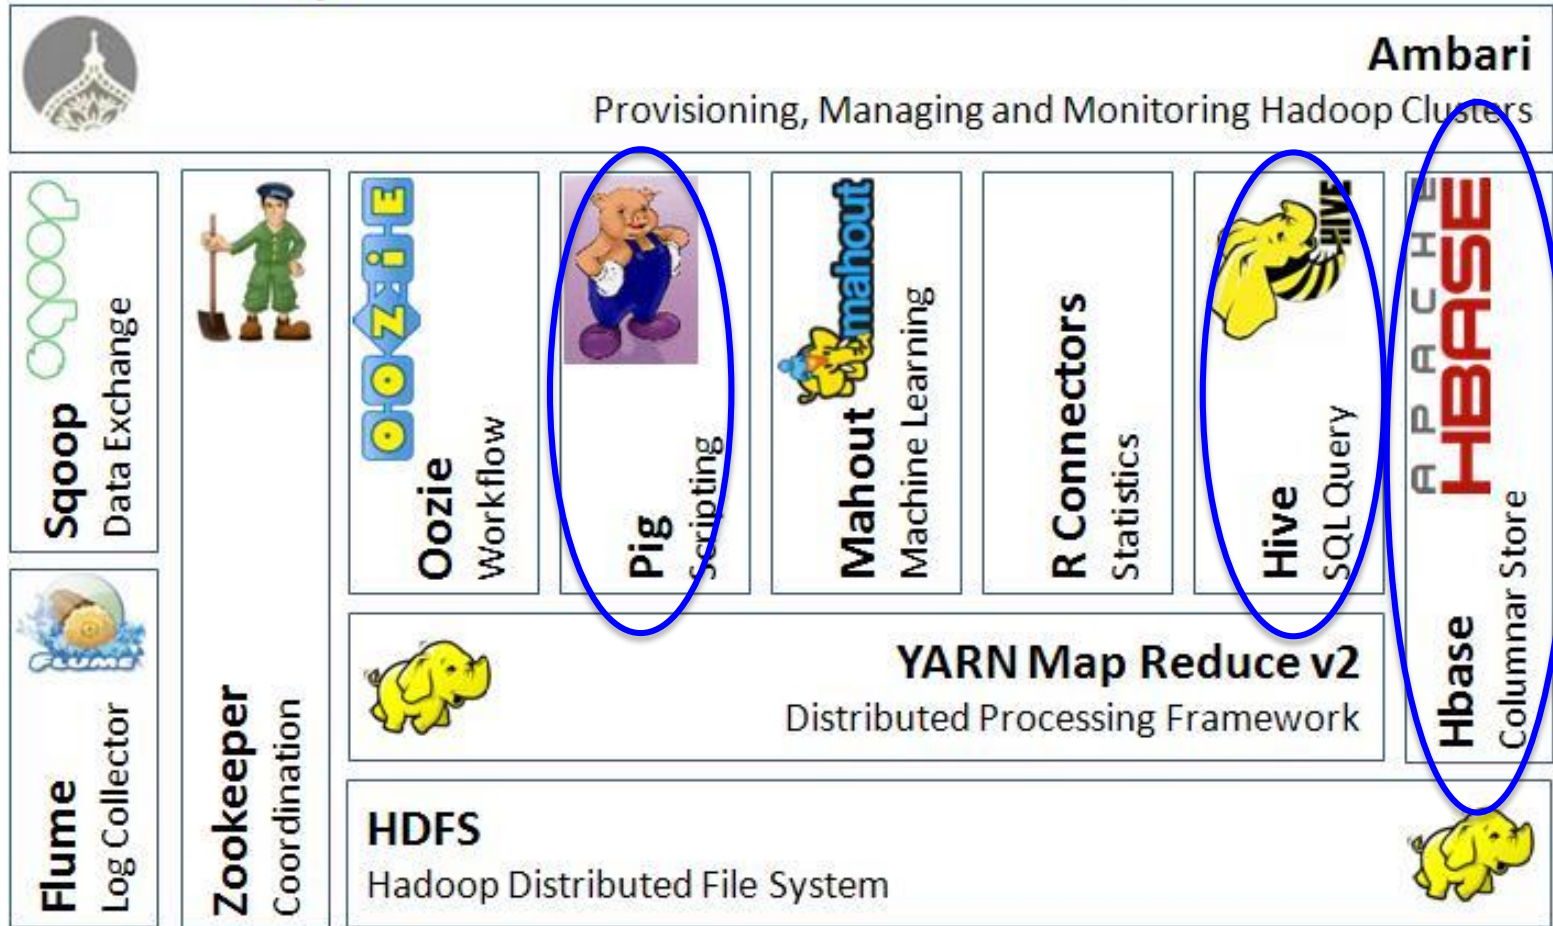 Ambari
Provisioning, Managing and Monitoring Hadoop Clusters
sqoop
Sqoop
Data Exchange
FLUME
Flume
Log Collector
Zookeeper
Coordination
OOZIE
Oozie
Workflow
Pig
Scripting
mahout
Mahout
Machine Learning
R Connectors
Statistics
HIVE
Hive
SQL Query
APACHE
HBASE
Hbase
Columnar Store
YARN Map Reduce v2
Distributed Processing Framework
HDFS
Hadoop Distributed File System